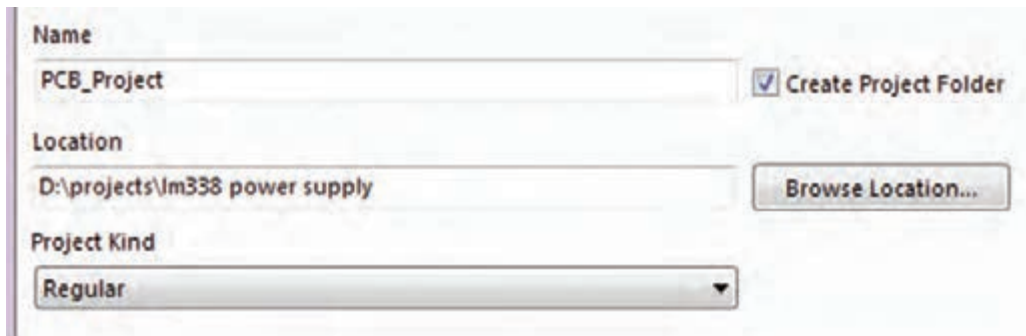 Name
PCB_Project
Create Project Folder
Location
D:\projects\lm338 power supply
Browse Location...
Project Kind
Regular